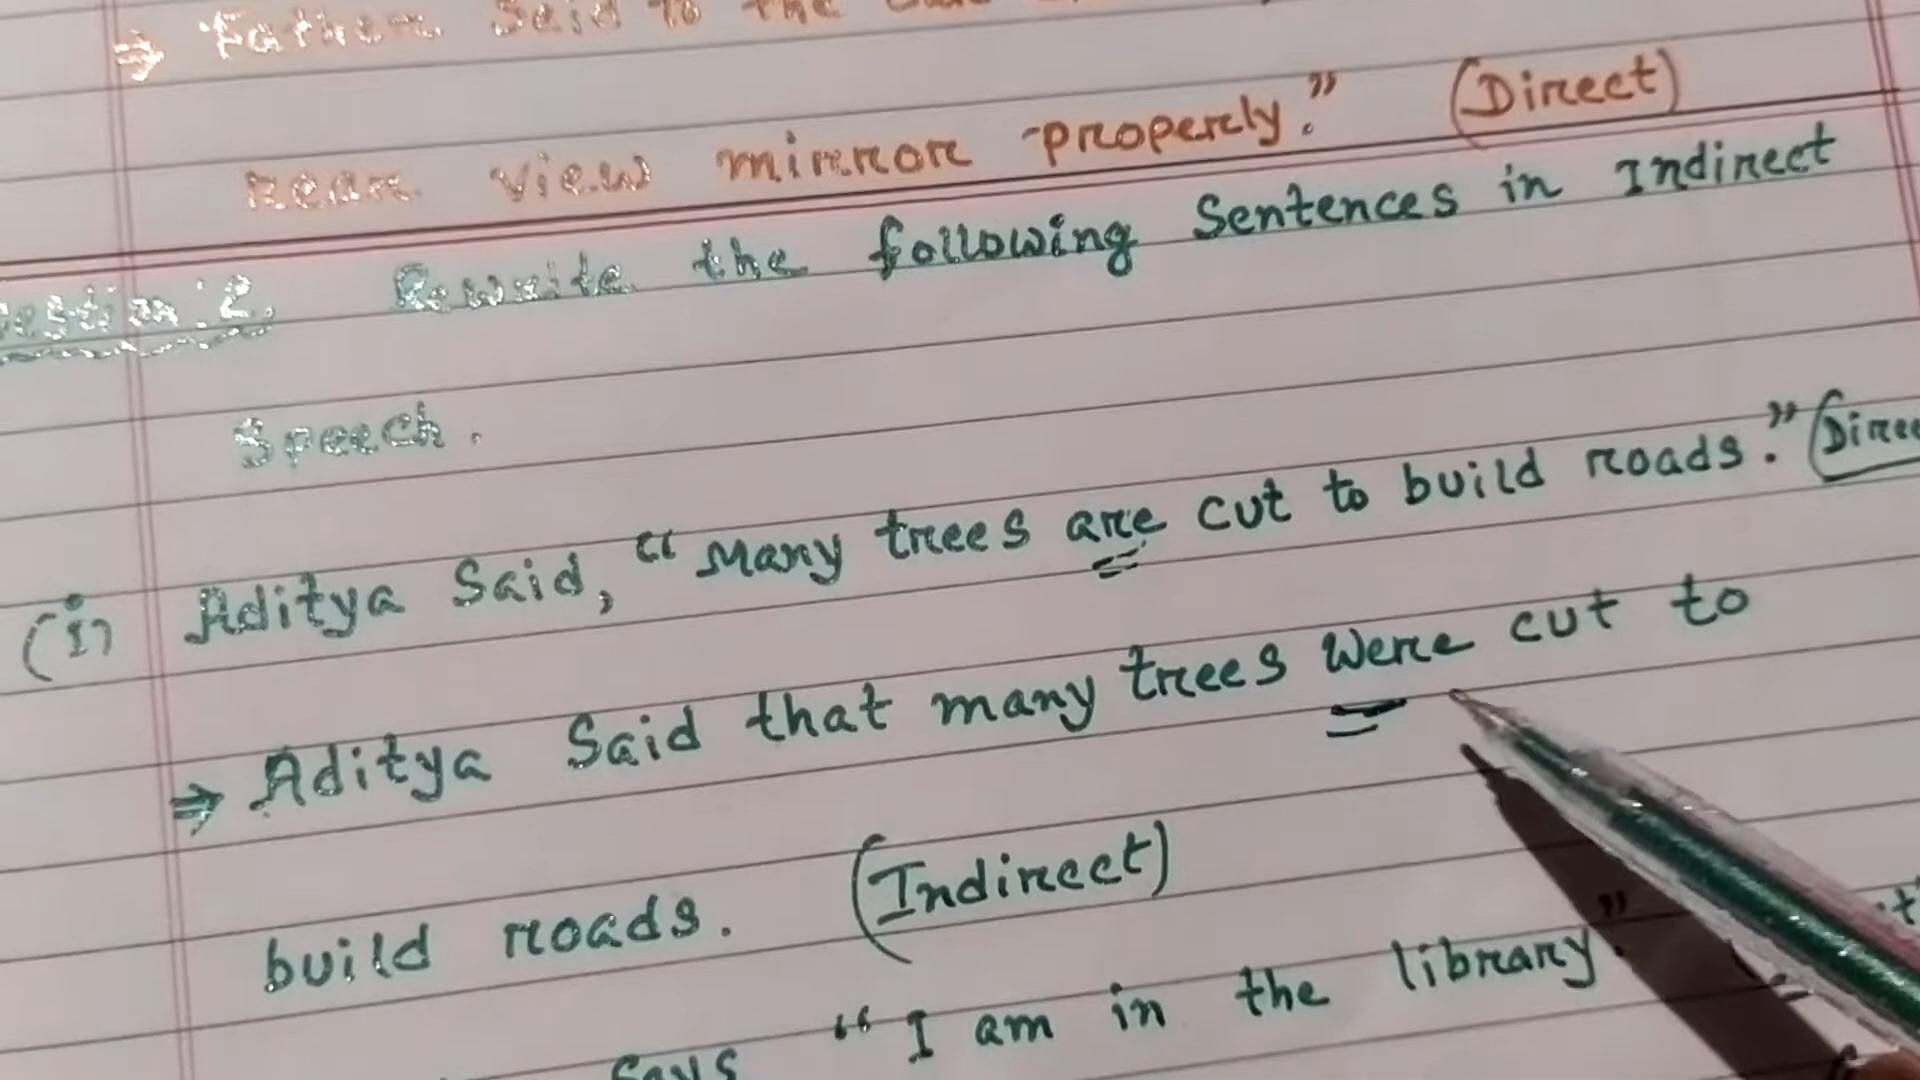 ⇒ Father Said to the
rear view mirror properly." (Direct)
Rewrite the following Sentences in Indirect
Speech.
(i) Aditya Said, "Many trees are cut to build roads."
⇒ Aditya Said that many trees were cut to
build roads. (Indirect)
Says "I am in the library."